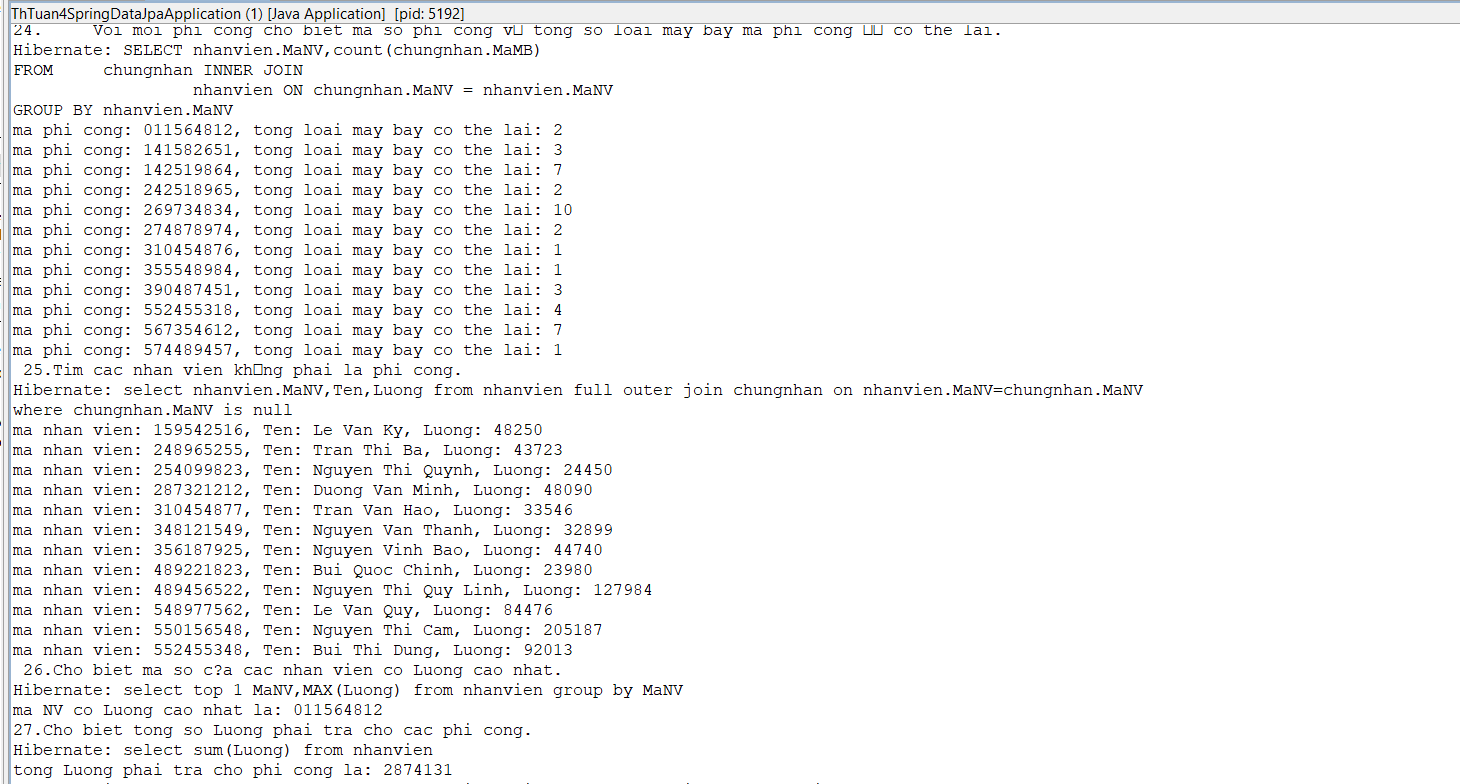 ThTuan4SpringDataJpaApplication (1) [Java Application] [pid: 5192]
24. Voi moi phi cong cho biet ma so phi cong v□ tong so loai may bay ma phi cong □□ co the lai.
Hibernate: SELECT nhanvien.MaNV,count(chungnhan.MaMB)
FROM chungnhan INNER JOIN
nhanvien ON chungnhan.MaNV = nhanvien.MaNV
GROUP BY nhanvien.MaNV
ma phi cong: 011564812, tong loai may bay co the lai: 2
ma phi cong: 141582651, tong loai may bay co the lai: 3
ma phi cong: 142519864, tong loai may bay co the lai: 7
ma phi cong: 242518965, tong loai may bay co the lai: 2
ma phi cong: 269734834, tong loai may bay co the lai: 10
ma phi cong: 274878974, tong loai may bay co the lai: 2
ma phi cong: 310454876, tong loai may bay co the lai: 1
ma phi cong: 355548984, tong loai may bay co the lai: 1
ma phi cong: 390487451, tong loai may bay co the lai: 3
ma phi cong: 552455318, tong loai may bay co the lai: 4
ma phi cong: 567354612, tong loai may bay co the lai: 7
ma phi cong: 574489457, tong loai may bay co the lai: 1
25.Tim cac nhan vien kh□ng phai la phi cong.
Hibernate: select nhanvien.MaNV,Ten,Luong from nhanvien full outer join chungnhan on nhanvien.MaNV=chungnhan.MaNV
where chungnhan.MaNV is null
ma nhan vien: 159542516, Ten: Le Van Ky, Luong: 48250
ma nhan vien: 248965255, Ten: Tran Thi Ba, Luong: 43723
ma nhan vien: 254099823, Ten: Nguyen Thi Quynh, Luong: 24450
ma nhan vien: 287321212, Ten: Duong Van Minh, Luong: 48090
ma nhan vien: 310454877, Ten: Tran Van Hao, Luong: 33546
ma nhan vien: 348121549, Ten: Nguyen Van Thanh, Luong: 32899
ma nhan vien: 356187925, Ten: Nguyen Vinh Bao, Luong: 44740
ma nhan vien: 489221823, Ten: Bui Quoc Chinh, Luong: 23980
ma nhan vien: 489456522, Ten: Nguyen Thi Quy Linh, Luong: 127984
ma nhan vien: 548977562, Ten: Le Van Quy, Luong: 84476
ma nhan vien: 550156548, Ten: Nguyen Thi Cam, Luong: 205187
ma nhan vien: 552455348, Ten: Bui Thi Dung, Luong: 92013
26.Cho biet ma so c?a cac nhan vien co Luong cao nhat.
Hibernate: select top 1 MaNV,MAX(Luong) from nhanvien group by MaNV
ma NV co Luong cao nhat la: 011564812
27.Cho biet tong so Luong phai tra cho cac phi cong.
Hibernate: select sum(Luong) from nhanvien
tong Luong phai tra cho phi cong la: 2874131